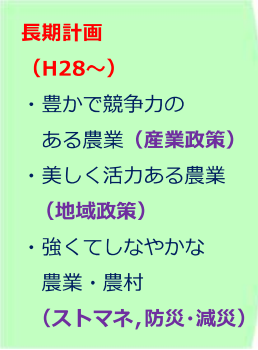 長期計画
（H28～）
・豊かで競争力の
ある農業（産業政策）
・美しく活力ある農業
（地域政策）
・強くてしなやかな
農業・農村
（ストマネ,防災･減災）